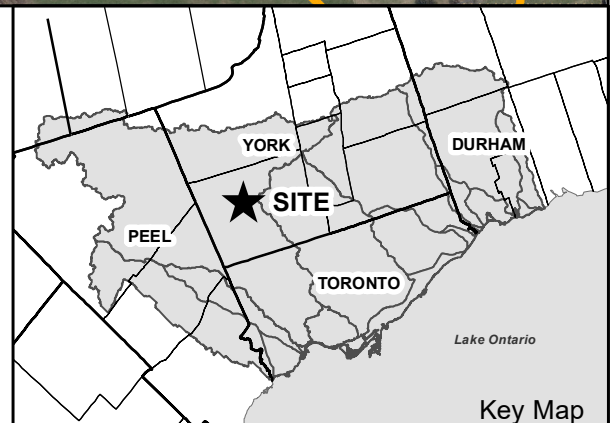 YORK
DURHAM
SITE
PEEL
TORONTO
Lake Ontario
Key Map